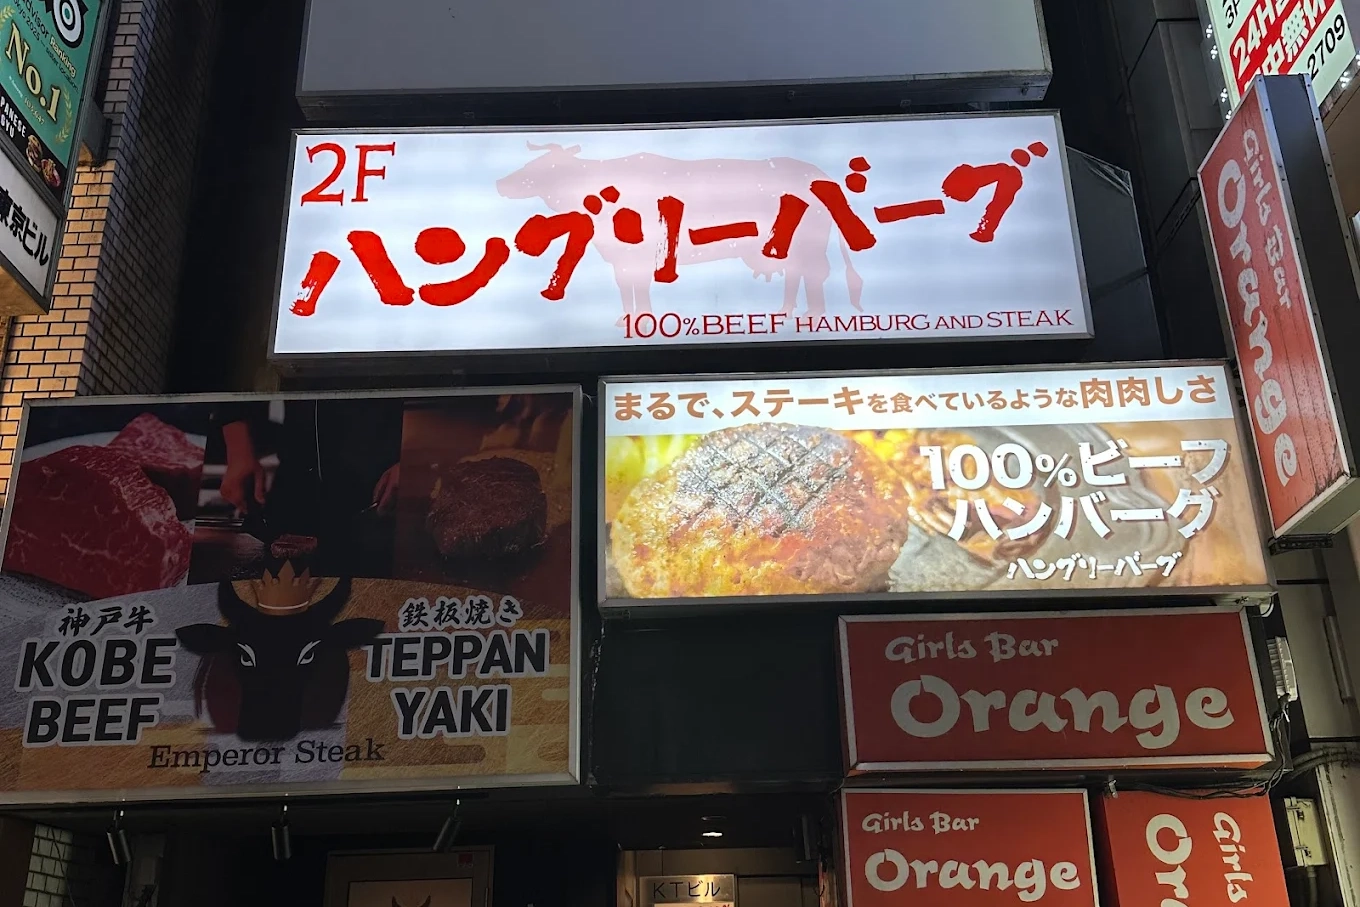 No.1
東京ビル
2F
ハングリーバーグ
100%BEEF HAMBURG AND STEAK
まるで、ステーキを食べているような肉肉しさ
100%ビーフ
ハンバーグ
ハングリーバーグ
神戸牛
KOBE
BEEF
鉄板焼き
TEPPAN
YAKI
Emperor Steak
24H
2709
Girls Bar
Orange
Girls Bar
Orange
Girls Bar
Orange
Girls
KTビル